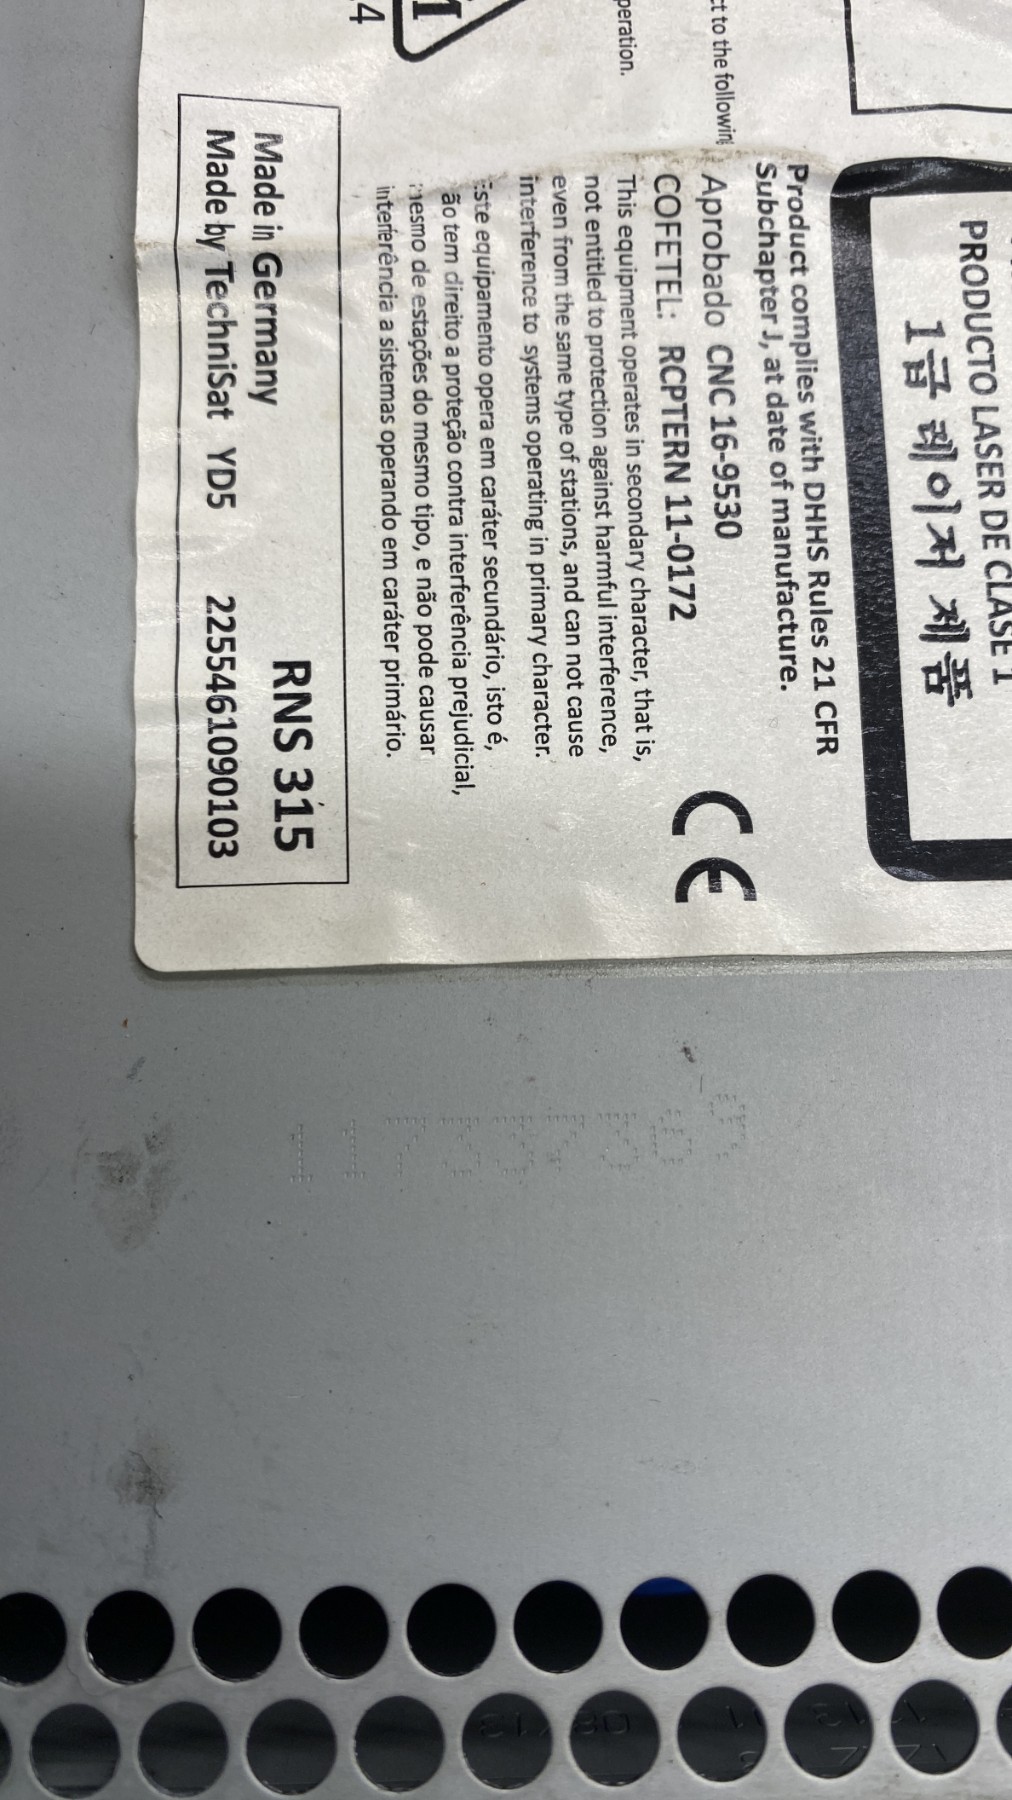 PRODUCTO LASER DE CLASE 1
1급 레이저 제품
Product complies with DHHS Rules 21 CFR
Subchapter J, at date of manufacture.
ct to the following
Aprobado CNC 16-9530
COFETEL: RCPTERN 11-0172
CE
peration.
This equipment operates in secondary character, that is,
not entitled to protection against harmful interference,
even from the same type of stations, and can not cause
interference to systems operating in primary character.
Este equipamento opera em caráter secundário, isto é,
ão tem direito a proteção contra interferência prejudicial,
mesmo de estações do mesmo tipo, e não pode causar
interferência a sistemas operando em caráter primário.
4
RNS 315
Made in Germany
Made by TechniSat YD5 225546109​0103